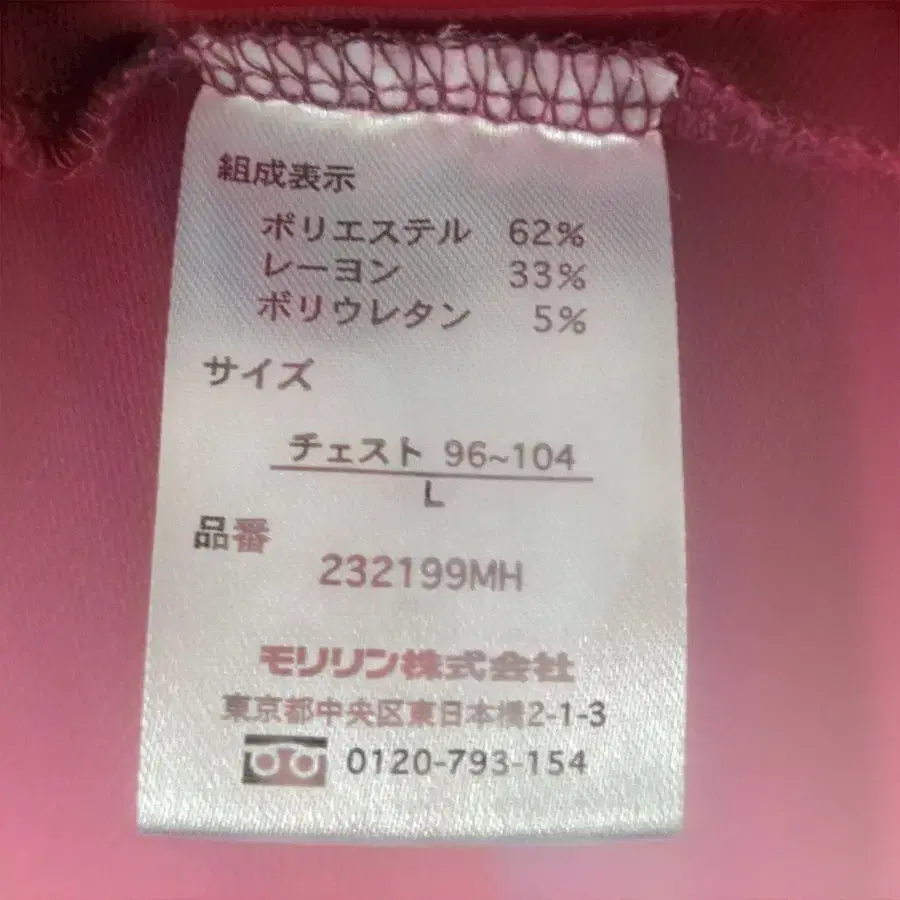 組成表示
ポリエステル 62%
レーヨン 33%
ポリウレタン 5%
サイズ
チェスト 96~104
L
品番
232199MH
モリリン株式会社
東京都中央区東日本橋2-1-3
0120-793-154